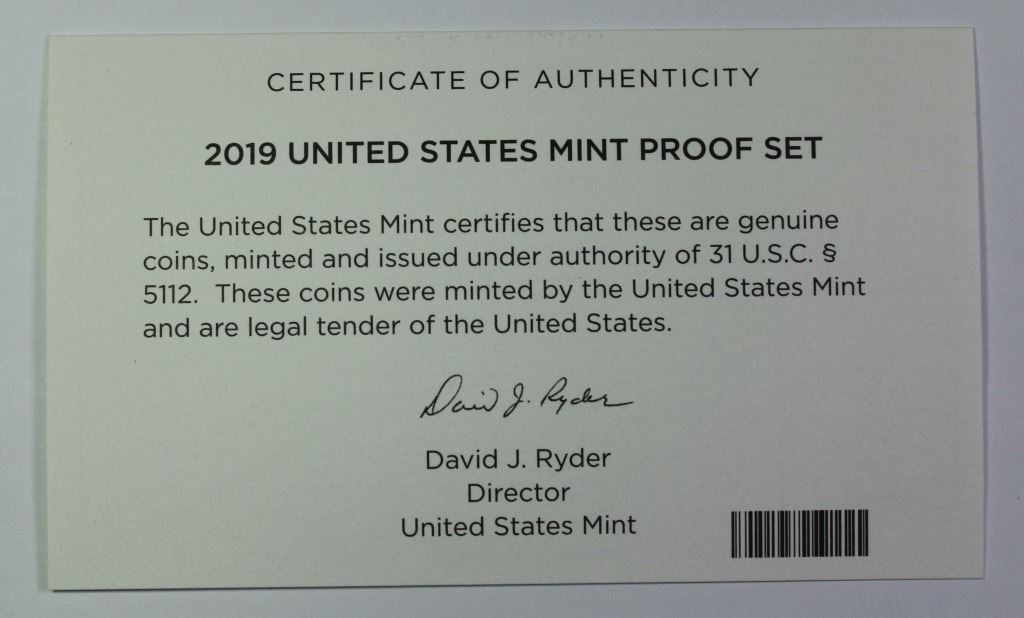 CERTIFICATE OF AUTHENTICITY
2019 UNITED STATES MINT PROOF SET
The United States Mint certifies that these are genuine
coins, minted and issued under authority of 31 U.S.C. §
5112. These coins were minted by the United States Mint
and are legal tender of the United States.
David J. Ryder
David J. Ryder
Director
United States Mint